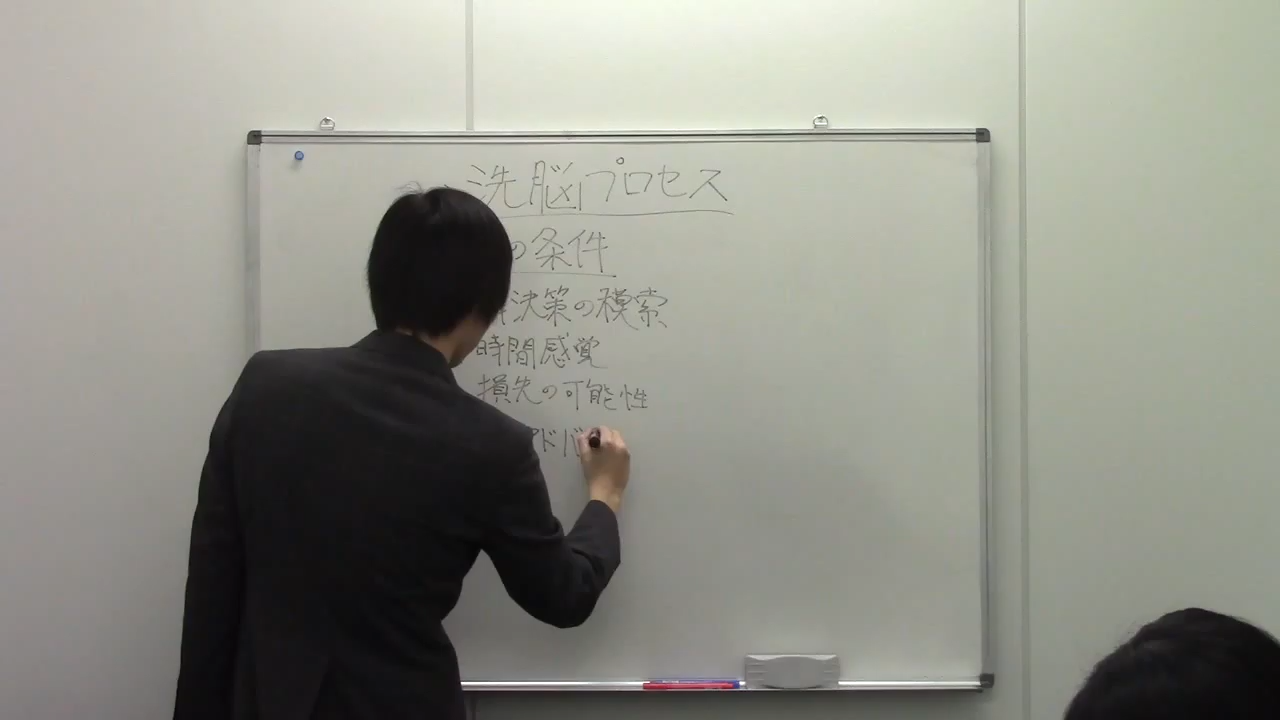 洗脳プロセス
の条件
決策の模索
時間感覚
損失の可能性
アドバ